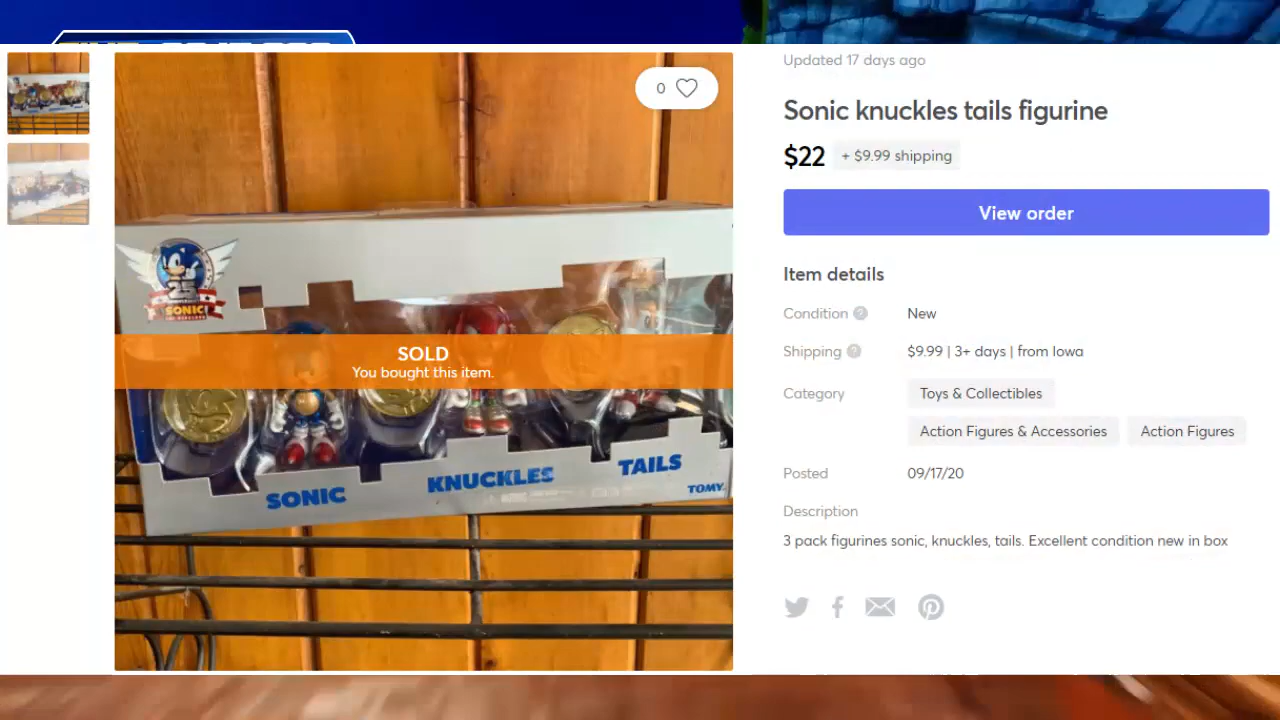 Updated 17 days ago
Sonic knuckles tails figurine
$22 + $9.99 shipping
View order
Item details
Condition ? New
Shipping ? $9.99 | 3+ days | from Iowa
Category Toys & Collectibles
Action Figures & Accessories Action Figures
Posted 09/17/20
Description
3 pack figurines sonic, knuckles, tails. Excellent condition new in box
0
25
SONIC
SOLD
You bought this item.
SONIC
KNUCKLES
TAILS
TOMY